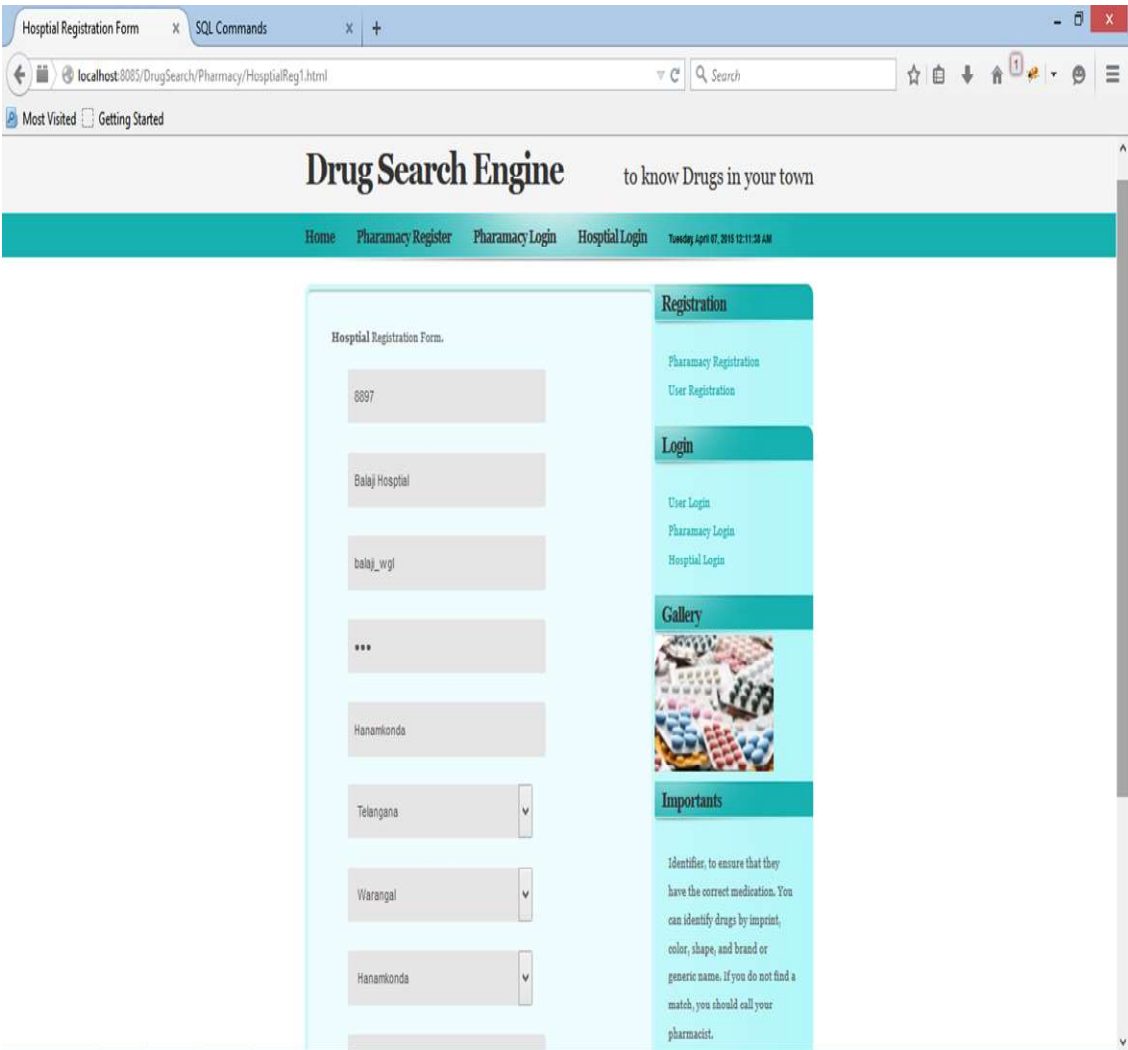 Hosptial Registration Form x SQL Commands x +
localhost:8085/DrugSearch/Pharmacy/HosptialReg1.html Search 1
Most Visited Getting Started
Drug Search Engine to know Drugs in your town
Home Pharamacy Register Pharamacy Login Hosptial Login Tuesday April 07, 2015 12:11:38 AM
Hosptial Registration Form.
8897
Balaji Hosptial
balaji_wgl
•••
Hanamkonda
Telangana
Warangal
Hanamkonda
Registration
Pharamacy Registration
User Registration
Login
User Login
Pharamacy Login
Hosptial Login
Gallery
Importants
Identifier, to ensure that they
have the correct medication. You
can identify drugs by imprint,
color, shape, and brand or
generic name. If you do not find a
match, you should call your
pharmacist.